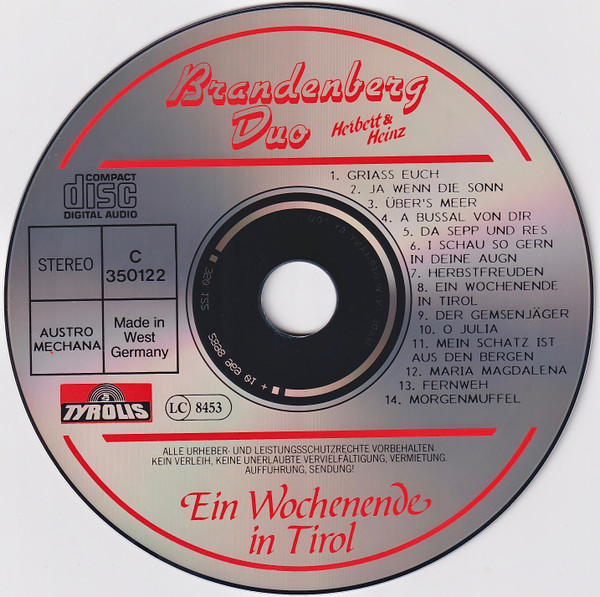 Brandenberg
Duo Herbert &
Heinz
1. GRIASS EUCH
2. JA WENN DIE SONN
3. ÜBER'S MEER
4. A BUSSAL VON DIR
5. DA SEPP UND RES
6. I SCHAU SO GERN
IN DEINE AUGN
7. HERBSTFREUDEN
8. EIN WOCHENENDE
IN TIROL
9. DER GEMSENJÄGER
10. O JULIA
11. MEIN SCHATZ IST
AUS DEN BERGEN
12. MARIA MAGDALENA
13. FERNWEH
14. MORGENMUFFEL
COMPACT
disc
DIGITAL AUDIO
STEREO
C
350122
AUSTRO
MECHANA
Made in
West
Germany
TYROLIS
LC 8453
ALLE URHEBER- UND LEISTUNGSSCHUTZRECHTE VORBEHALTEN
KEIN VERLEIH, KEINE UNERLAUBTE VERVIELFÄLTIGUNG, VERMIETUNG.
AUFFÜHRUNG, SENDUNG!
Ein Wochenende
in Tirol